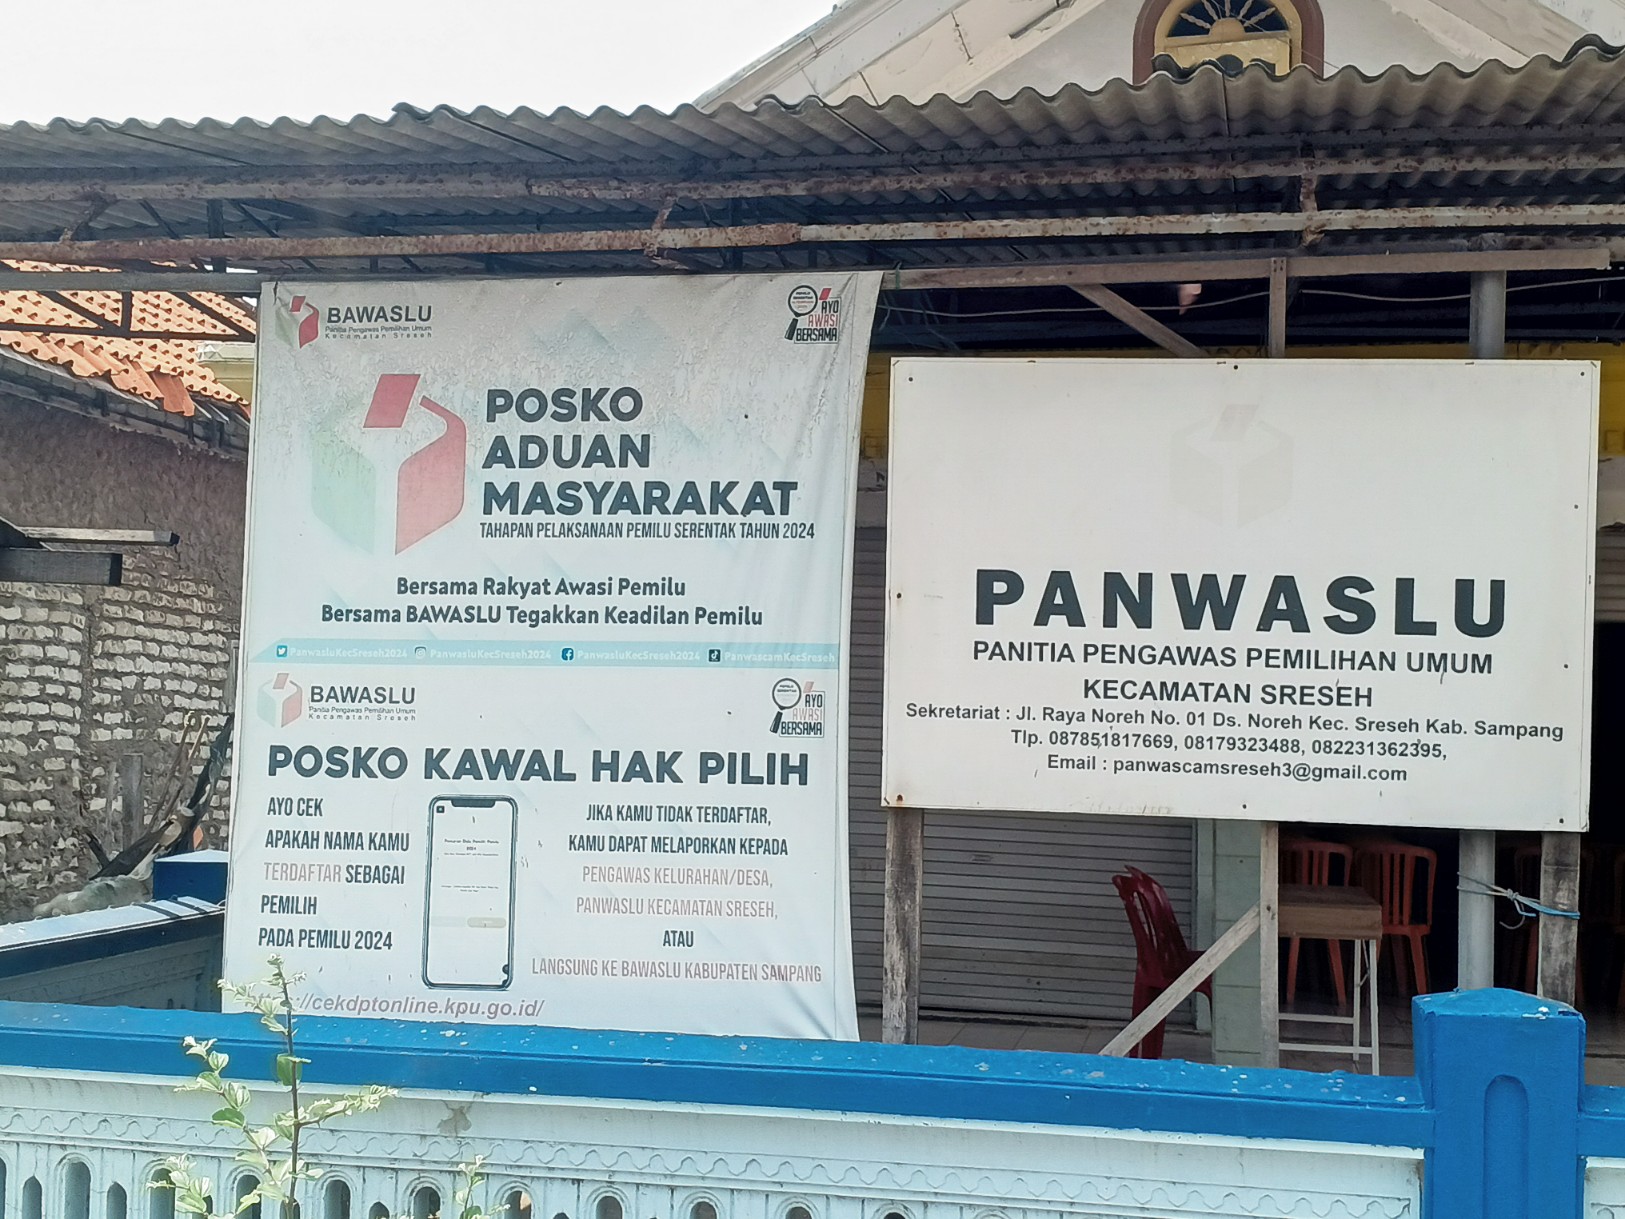 BAWASLU
Panitia Pengawas Pemilihan Umum
Kecamatan Sreseh
AYO
AWASI
BERSAMA
POSKO
ADUAN
MASYARAKAT
TAHAPAN PELAKSANAAN PEMILU SERENTAK TAHUN 2024
Bersama Rakyat Awasi Pemilu
Bersama BAWASLU Tegakkan Keadilan Pemilu
PanwasluKecSreseh2024 PanwasluKecSreseh2024 PanwasluKecSreseh2024 PanwascamKecSreseh
BAWASLU
Panitia Pengawas Pemilihan Umum
Kecamatan Sreseh
AYO
AWASI
BERSAMA
POSKO KAWAL HAK PILIH
AYO CEK
APAKAH NAMA KAMU
TERDAFTAR SEBAGAI
PEMILIH
PADA PEMILU 2024
JIKA KAMU TIDAK TERDAFTAR,
KAMU DAPAT MELAPORKAN KEPADA
PENGAWAS KELURAHAN/DESA,
PANWASLU KECAMATAN SRESEH,
ATAU
LANGSUNG KE BAWASLU KABUPATEN SAMPANG
//cekdptonline.kpu.go.id/
PANWASLU
PANITIA PENGAWAS PEMILIHAN UMUM
KECAMATAN SRESEH
Sekretariat : Jl. Raya Noreh No. 01 Ds. Noreh Kec. Sreseh Kab. Sampang
Tlp. 087851817669, 08179323488, 082231362395,
Email : panwascamsreseh3@gmail.com